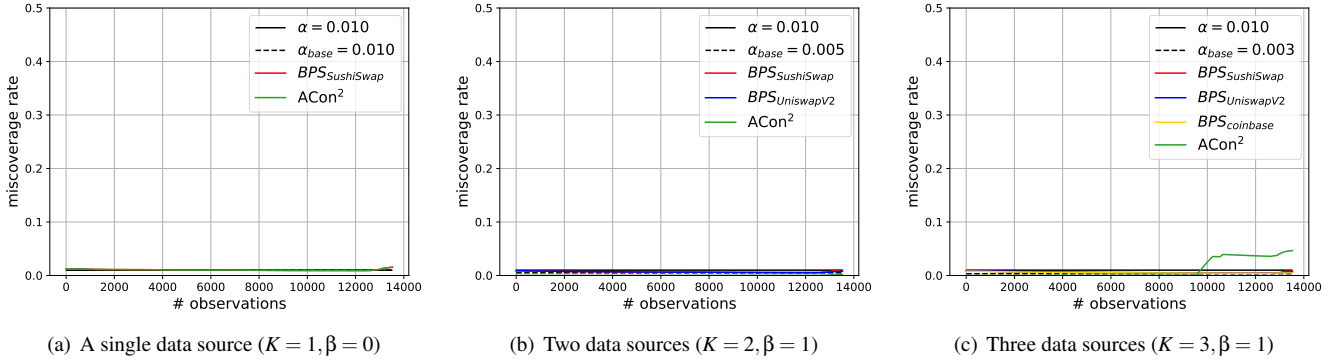 0.5
0.4
0.3
0.2
0.1
0.0
miscoverage rate
0 2000 4000 6000 8000 10000 12000 14000
# observations
α = 0.010
α_base = 0.010
BPS_SushiSwap
ACon²
(a) A single data source (K = 1, β = 0)
0.5
0.4
0.3
0.2
0.1
0.0
miscoverage rate
0 2000 4000 6000 8000 10000 12000 14000
# observations
α = 0.010
α_base = 0.005
BPS_SushiSwap
BPS_UniswapV2
ACon²
(b) Two data sources (K = 2, β = 1)
0.5
0.4
0.3
0.2
0.1
0.0
miscoverage rate
0 2000 4000 6000 8000 10000 12000 14000
# observations
α = 0.010
α_base = 0.003
BPS_SushiSwap
BPS_UniswapV2
BPS_coinbase
ACon²
(c) Three data sources (K = 3, β = 1)